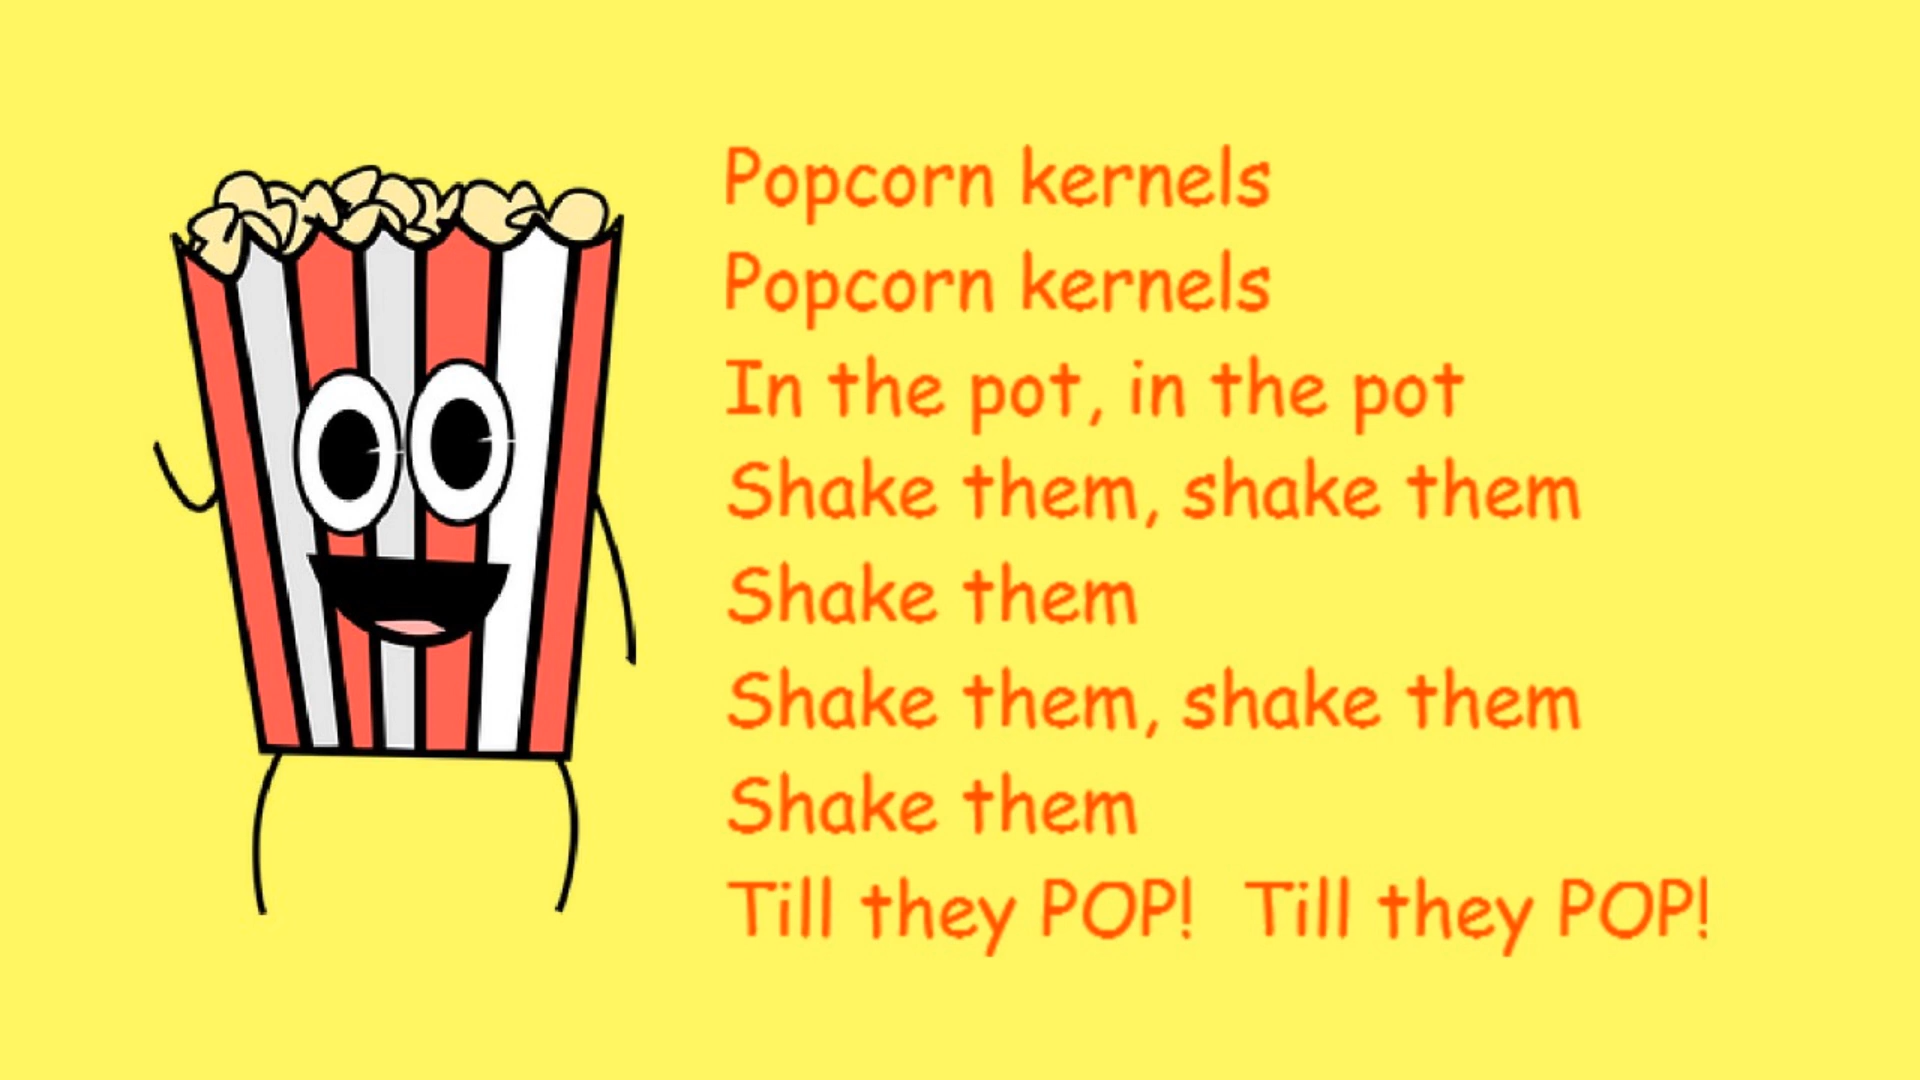 Popcorn kernels
Popcorn kernels
In the pot, in the pot
Shake them, shake them
Shake them
Shake them, shake them
Shake them
Till they POP!  Till they POP!